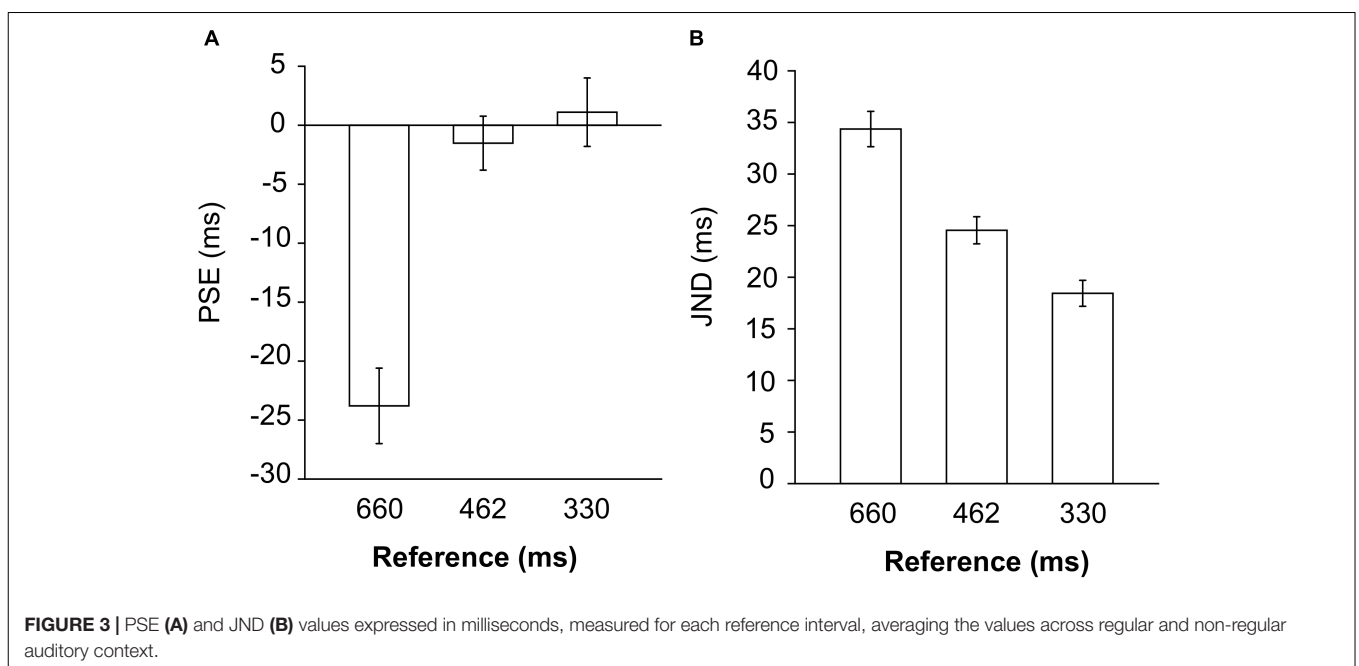 A
5
0
-5
-10
-15
-20
-25
-30
PSE (ms)
660 462 330
Reference (ms)
B
40
35
30
25
20
15
10
5
0
JND (ms)
660 462 330
Reference (ms)
FIGURE 3 | PSE (A) and JND (B) values expressed in milliseconds, measured for each reference interval, averaging the values across regular and non-regular
auditory context.